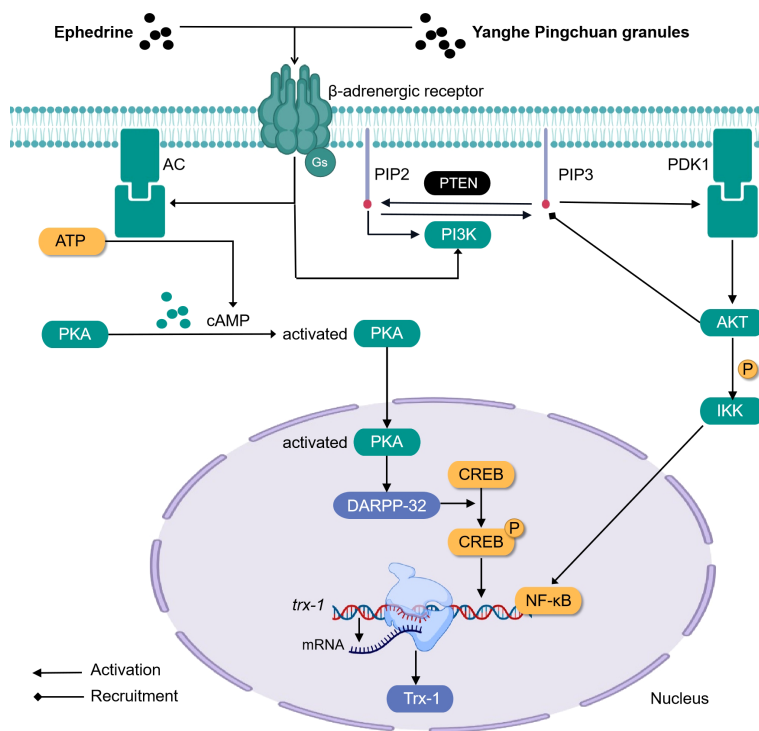 Ephedrine
Yanghe Pingchuan granules
β-adrenergic receptor
Gs
AC
PIP2
PTEN
PIP3
PDK1
PI3K
ATP
cAMP
PKA
activated PKA
AKT
P
IKK
activated PKA
CREB
DARPP-32
P
CREB
trx-1
NF-κB
mRNA
Trx-1
Activation
Recruitment
Nucleus